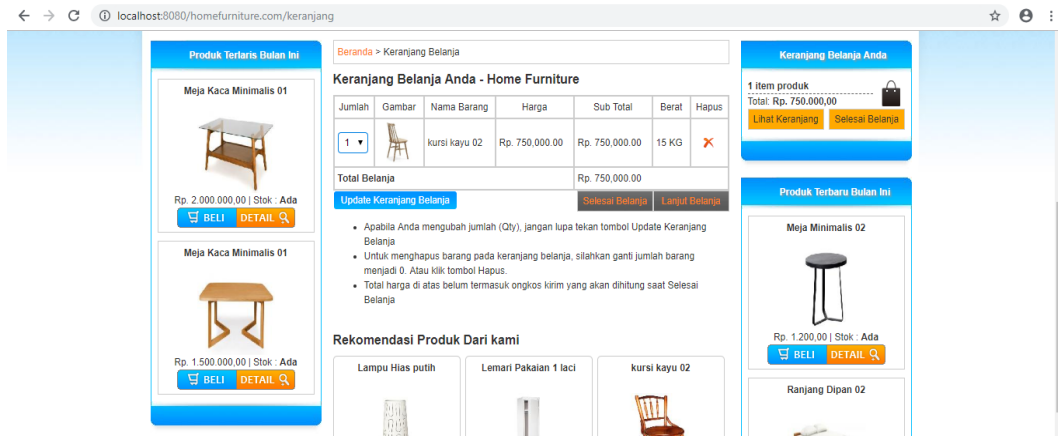 localhost:8080/homefurniture.com/keranjang
Produk Terlaris Bulan Ini
Meja Kaca Minimalis 01
Rp. 2.000.000,00 | Stok : Ada
BELI DETAIL
Meja Kaca Minimalis 01
Rp. 1.500.000,00 | Stok : Ada
BELI DETAIL
Beranda > Keranjang Belanja
Keranjang Belanja Anda - Home Furniture
Jumlah Gambar Nama Barang Harga Sub Total Berat Hapus
1 kursi kayu 02 Rp. 750,000.00 Rp. 750,000.00 15 KG
Total Belanja Rp. 750,000.00
Update Keranjang Belanja Selesai Belanja Lanjut Belanja
Apabila Anda mengubah jumlah (Qty), jangan lupa tekan tombol Update Keranjang
Belanja
Untuk menghapus barang pada keranjang belanja, silahkan ganti jumlah barang
menjadi 0. Atau klik tombol Hapus.
Total harga di atas belum termasuk ongkos kirim yang akan dihitung saat Selesai
Belanja
Rekomendasi Produk Dari kami
Lampu Hias putih Lemari Pakaian 1 laci kursi kayu 02
Keranjang Belanja Anda
1 item produk
Total: Rp. 750.000,00
Lihat Keranjang Selesai Belanja
Produk Terbaru Bulan Ini
Meja Minimalis 02
Rp. 1.200,00 | Stok : Ada
BELI DETAIL
Ranjang Dipan 02